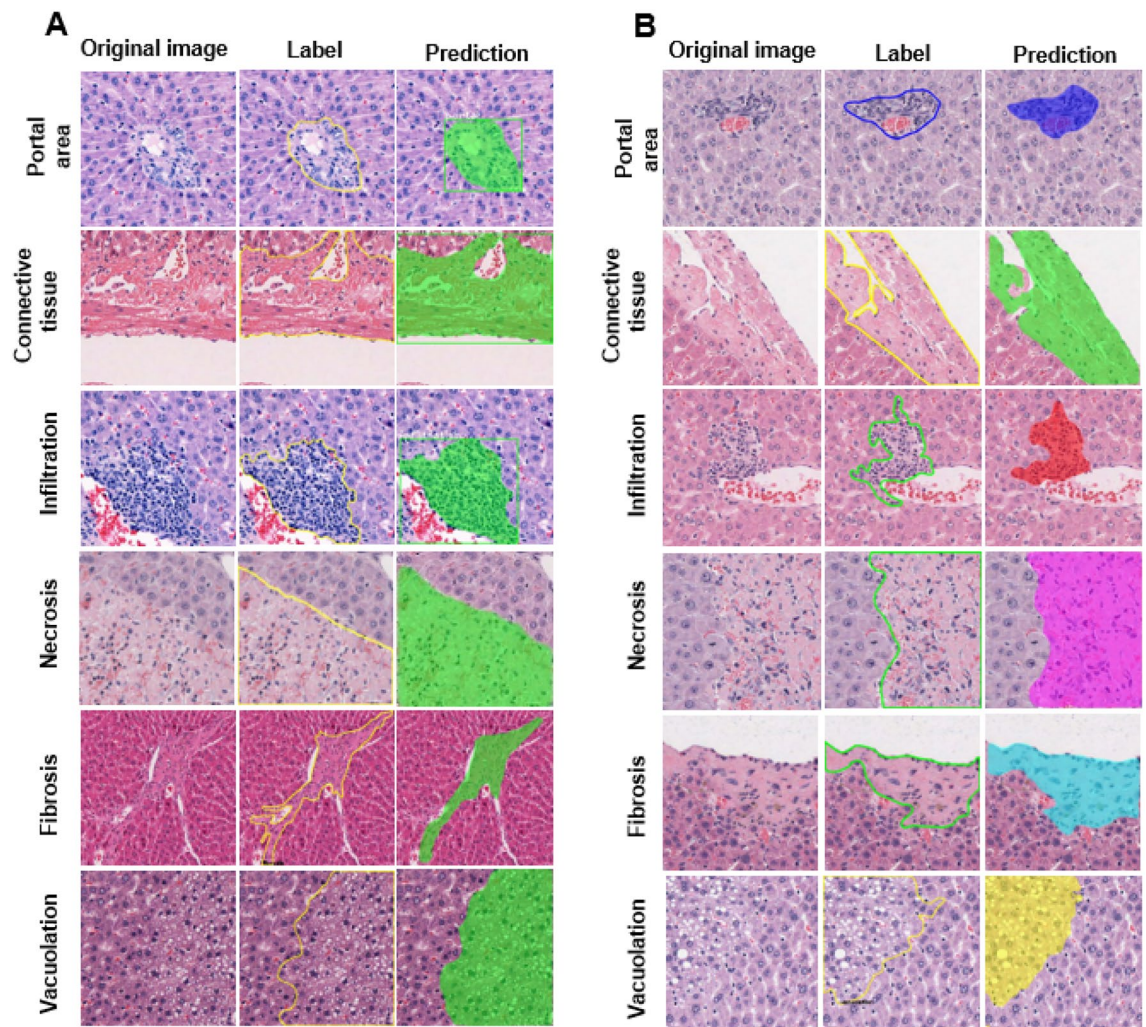 A
Original image Label Prediction
Portal
area
Connective
tissue
Infiltration
Necrosis
Fibrosis
Vacuolation
B
Original image Label Prediction
Portal
area
Connective
tissue
Infiltration
Necrosis
Fibrosis
Vacuolation